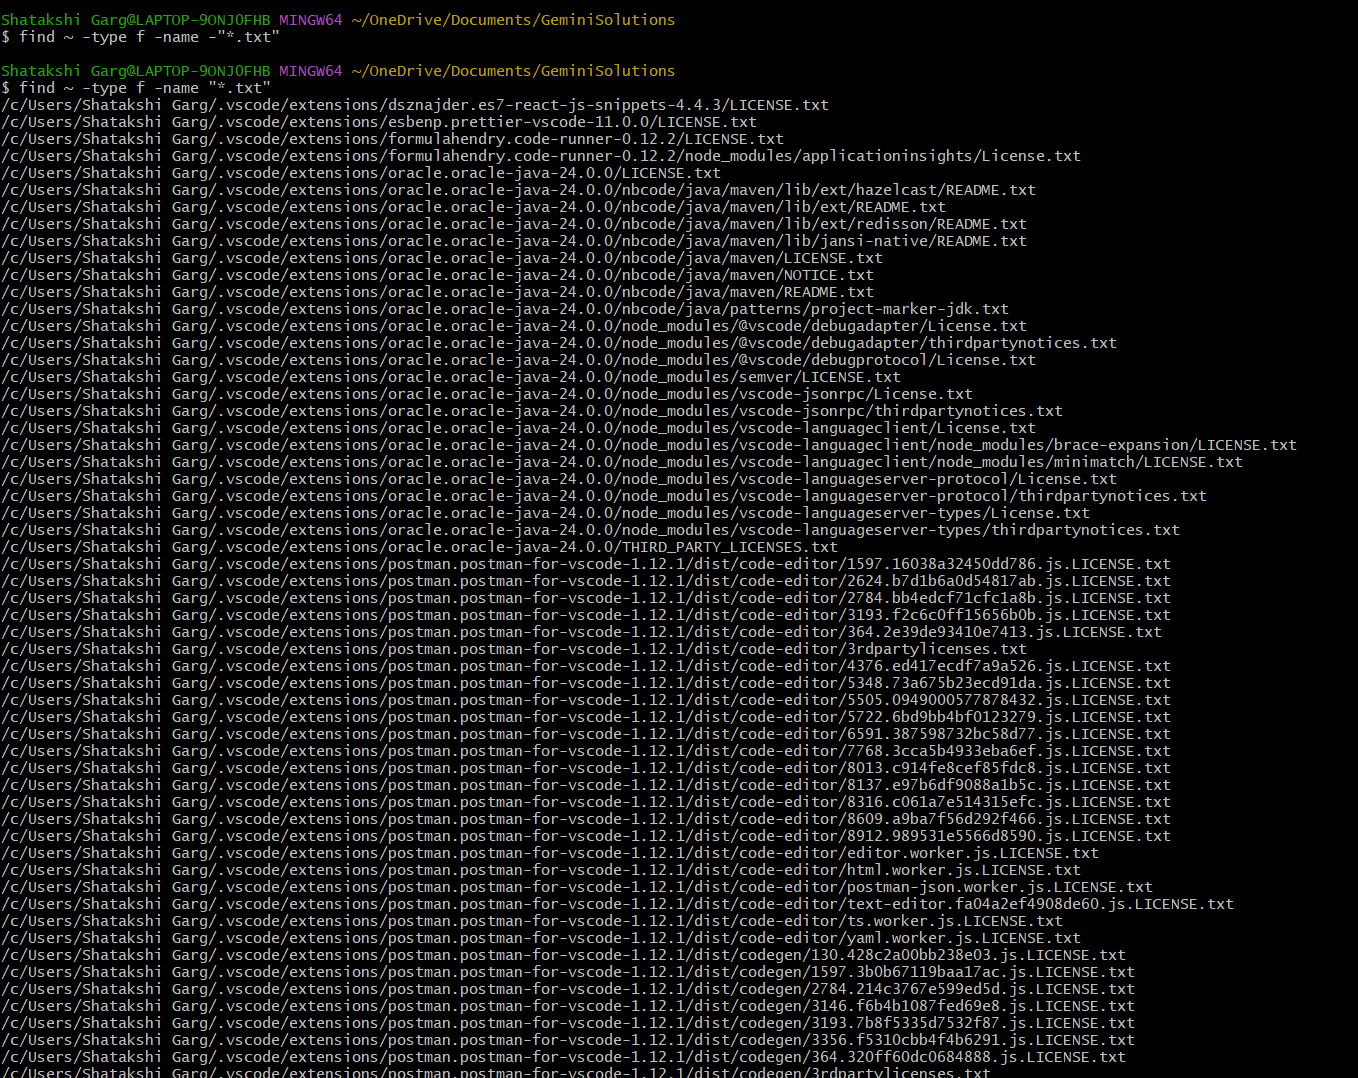 Shatakshi Garg@LAPTOP-9ONJ0FHB MINGW64 ~/OneDrive/Documents/GeminiSolutions
$ find ~ -type f -name -"*.txt"
Shatakshi Garg@LAPTOP-9ONJ0FHB MINGW64 ~/OneDrive/Documents/GeminiSolutions
$ find ~ -type f -name "*.txt"
/c/Users/Shatakshi Garg/.vscode/extensions/dsznajder.es7-react-js-snippets-4.4.3/LICENSE.txt
/c/Users/Shatakshi Garg/.vscode/extensions/esbenp.prettier-vscode-11.0.0/LICENSE.txt
/c/Users/Shatakshi Garg/.vscode/extensions/formulahendry.code-runner-0.12.2/LICENSE.txt
/c/Users/Shatakshi Garg/.vscode/extensions/formulahendry.code-runner-0.12.2/node_modules/applicationinsights/License.txt
/c/Users/Shatakshi Garg/.vscode/extensions/oracle.oracle-java-24.0.0/LICENSE.txt
/c/Users/Shatakshi Garg/.vscode/extensions/oracle.oracle-java-24.0.0/nbcode/java/maven/lib/ext/hazelcast/README.txt
/c/Users/Shatakshi Garg/.vscode/extensions/oracle.oracle-java-24.0.0/nbcode/java/maven/lib/ext/README.txt
/c/Users/Shatakshi Garg/.vscode/extensions/oracle.oracle-java-24.0.0/nbcode/java/maven/lib/ext/redisson/README.txt
/c/Users/Shatakshi Garg/.vscode/extensions/oracle.oracle-java-24.0.0/nbcode/java/maven/lib/jansi-native/README.txt
/c/Users/Shatakshi Garg/.vscode/extensions/oracle.oracle-java-24.0.0/nbcode/java/maven/LICENSE.txt
/c/Users/Shatakshi Garg/.vscode/extensions/oracle.oracle-java-24.0.0/nbcode/java/maven/NOTICE.txt
/c/Users/Shatakshi Garg/.vscode/extensions/oracle.oracle-java-24.0.0/nbcode/java/maven/README.txt
/c/Users/Shatakshi Garg/.vscode/extensions/oracle.oracle-java-24.0.0/nbcode/java/patterns/project-marker-jdk.txt
/c/Users/Shatakshi Garg/.vscode/extensions/oracle.oracle-java-24.0.0/node_modules/@vscode/debugadapter/License.txt
/c/Users/Shatakshi Garg/.vscode/extensions/oracle.oracle-java-24.0.0/node_modules/@vscode/debugadapter/thirdpartynotices.txt
/c/Users/Shatakshi Garg/.vscode/extensions/oracle.oracle-java-24.0.0/node_modules/@vscode/debugprotocol/License.txt
/c/Users/Shatakshi Garg/.vscode/extensions/oracle.oracle-java-24.0.0/node_modules/semver/LICENSE.txt
/c/Users/Shatakshi Garg/.vscode/extensions/oracle.oracle-java-24.0.0/node_modules/vscode-jsonrpc/License.txt
/c/Users/Shatakshi Garg/.vscode/extensions/oracle.oracle-java-24.0.0/node_modules/vscode-jsonrpc/thirdpartynotices.txt
/c/Users/Shatakshi Garg/.vscode/extensions/oracle.oracle-java-24.0.0/node_modules/vscode-languageclient/License.txt
/c/Users/Shatakshi Garg/.vscode/extensions/oracle.oracle-java-24.0.0/node_modules/vscode-languageclient/node_modules/brace-expansion/LICENSE.txt
/c/Users/Shatakshi Garg/.vscode/extensions/oracle.oracle-java-24.0.0/node_modules/vscode-languageclient/node_modules/minimatch/LICENSE.txt
/c/Users/Shatakshi Garg/.vscode/extensions/oracle.oracle-java-24.0.0/node_modules/vscode-languageserver-protocol/License.txt
/c/Users/Shatakshi Garg/.vscode/extensions/oracle.oracle-java-24.0.0/node_modules/vscode-languageserver-protocol/thirdpartynotices.txt
/c/Users/Shatakshi Garg/.vscode/extensions/oracle.oracle-java-24.0.0/node_modules/vscode-languageserver-types/License.txt
/c/Users/Shatakshi Garg/.vscode/extensions/oracle.oracle-java-24.0.0/node_modules/vscode-languageserver-types/thirdpartynotices.txt
/c/Users/Shatakshi Garg/.vscode/extensions/oracle.oracle-java-24.0.0/THIRD_PARTY_LICENSES.txt
/c/Users/Shatakshi Garg/.vscode/extensions/postman.postman-for-vscode-1.12.1/dist/code-editor/1597.16038a32450dd786.js.LICENSE.txt
/c/Users/Shatakshi Garg/.vscode/extensions/postman.postman-for-vscode-1.12.1/dist/code-editor/2624.b7d1b6a0d54817ab.js.LICENSE.txt
/c/Users/Shatakshi Garg/.vscode/extensions/postman.postman-for-vscode-1.12.1/dist/code-editor/2784.bb4edcf71cfc1a8b.js.LICENSE.txt
/c/Users/Shatakshi Garg/.vscode/extensions/postman.postman-for-vscode-1.12.1/dist/code-editor/3193.f2c6c0ff15656b0b.js.LICENSE.txt
/c/Users/Shatakshi Garg/.vscode/extensions/postman.postman-for-vscode-1.12.1/dist/code-editor/364.2e39de93410e7413.js.LICENSE.txt
/c/Users/Shatakshi Garg/.vscode/extensions/postman.postman-for-vscode-1.12.1/dist/code-editor/3rdpartylicenses.txt
/c/Users/Shatakshi Garg/.vscode/extensions/postman.postman-for-vscode-1.12.1/dist/code-editor/4376.ed417ecdf7a9a526.js.LICENSE.txt
/c/Users/Shatakshi Garg/.vscode/extensions/postman.postman-for-vscode-1.12.1/dist/code-editor/5348.73a675b23ecd91da.js.LICENSE.txt
/c/Users/Shatakshi Garg/.vscode/extensions/postman.postman-for-vscode-1.12.1/dist/code-editor/5505.0949000577878432.js.LICENSE.txt
/c/Users/Shatakshi Garg/.vscode/extensions/postman.postman-for-vscode-1.12.1/dist/code-editor/5722.6bd9bb4bf0123279.js.LICENSE.txt
/c/Users/Shatakshi Garg/.vscode/extensions/postman.postman-for-vscode-1.12.1/dist/code-editor/6591.387598732bc58d77.js.LICENSE.txt
/c/Users/Shatakshi Garg/.vscode/extensions/postman.postman-for-vscode-1.12.1/dist/code-editor/7768.3cca5b4933eba6ef.js.LICENSE.txt
/c/Users/Shatakshi Garg/.vscode/extensions/postman.postman-for-vscode-1.12.1/dist/code-editor/8013.c914fe8cef85fdc8.js.LICENSE.txt
/c/Users/Shatakshi Garg/.vscode/extensions/postman.postman-for-vscode-1.12.1/dist/code-editor/8137.e97b6df9088a1b5c.js.LICENSE.txt
/c/Users/Shatakshi Garg/.vscode/extensions/postman.postman-for-vscode-1.12.1/dist/code-editor/8316.c061a7e514315efc.js.LICENSE.txt
/c/Users/Shatakshi Garg/.vscode/extensions/postman.postman-for-vscode-1.12.1/dist/code-editor/8609.a9ba7f56d292f466.js.LICENSE.txt
/c/Users/Shatakshi Garg/.vscode/extensions/postman.postman-for-vscode-1.12.1/dist/code-editor/8912.989531e5566d8590.js.LICENSE.txt
/c/Users/Shatakshi Garg/.vscode/extensions/postman.postman-for-vscode-1.12.1/dist/code-editor/editor.worker.js.LICENSE.txt
/c/Users/Shatakshi Garg/.vscode/extensions/postman.postman-for-vscode-1.12.1/dist/code-editor/html.worker.js.LICENSE.txt
/c/Users/Shatakshi Garg/.vscode/extensions/postman.postman-for-vscode-1.12.1/dist/code-editor/postman-json.worker.js.LICENSE.txt
/c/Users/Shatakshi Garg/.vscode/extensions/postman.postman-for-vscode-1.12.1/dist/code-editor/text-editor.fa04a2ef4908de60.js.LICENSE.txt
/c/Users/Shatakshi Garg/.vscode/extensions/postman.postman-for-vscode-1.12.1/dist/code-editor/ts.worker.js.LICENSE.txt
/c/Users/Shatakshi Garg/.vscode/extensions/postman.postman-for-vscode-1.12.1/dist/code-editor/yaml.worker.js.LICENSE.txt
/c/Users/Shatakshi Garg/.vscode/extensions/postman.postman-for-vscode-1.12.1/dist/codegen/130.428c2a00bb238e03.js.LICENSE.txt
/c/Users/Shatakshi Garg/.vscode/extensions/postman.postman-for-vscode-1.12.1/dist/codegen/1597.3b0b67119baa17ac.js.LICENSE.txt
/c/Users/Shatakshi Garg/.vscode/extensions/postman.postman-for-vscode-1.12.1/dist/codegen/2784.214c3767e599ed5d.js.LICENSE.txt
/c/Users/Shatakshi Garg/.vscode/extensions/postman.postman-for-vscode-1.12.1/dist/codegen/3146.f6b4b1087fed69e8.js.LICENSE.txt
/c/Users/Shatakshi Garg/.vscode/extensions/postman.postman-for-vscode-1.12.1/dist/codegen/3193.7b8f5335d7532f87.js.LICENSE.txt
/c/Users/Shatakshi Garg/.vscode/extensions/postman.postman-for-vscode-1.12.1/dist/codegen/3356.f5310cbb4f4b6291.js.LICENSE.txt
/c/Users/Shatakshi Garg/.vscode/extensions/postman.postman-for-vscode-1.12.1/dist/codegen/364.320ff60dc0684888.js.LICENSE.txt
/c/Users/Shatakshi Garg/.vscode/extensions/postman.postman-for-vscode-1.12.1/dist/codegen/3rdpartylicenses.txt